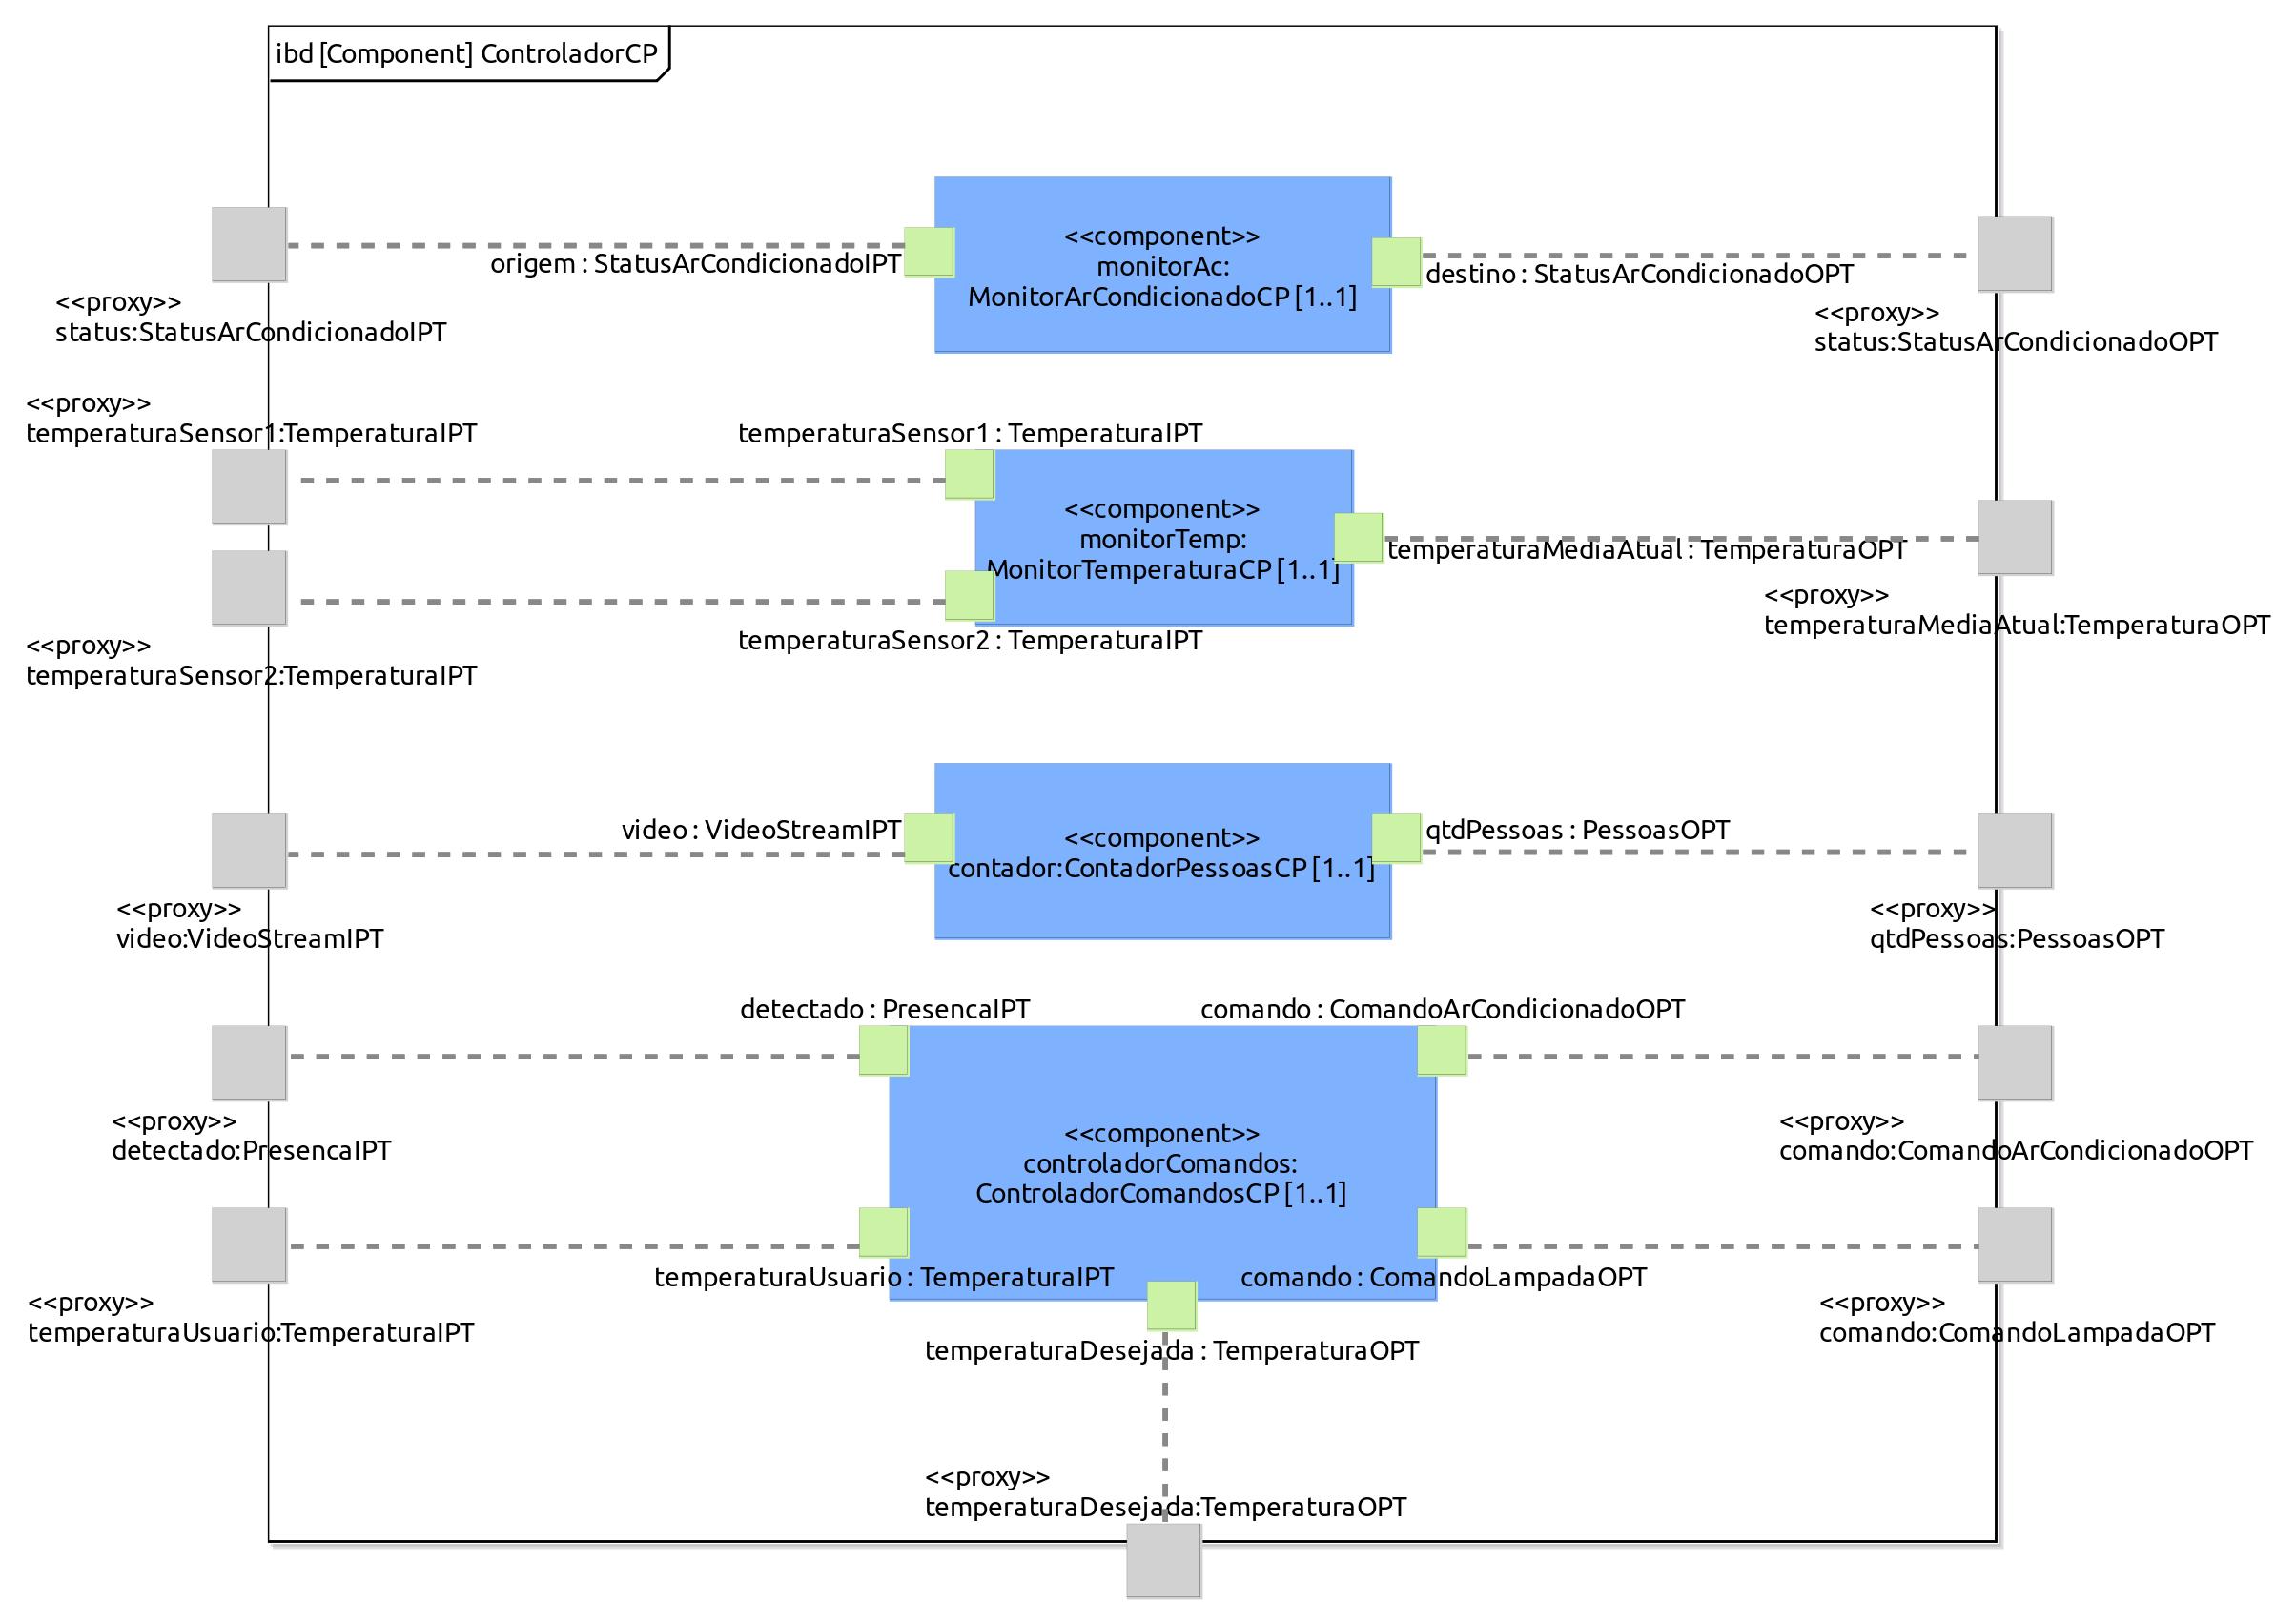 ibd [Component] ControladorCP
<<component>>
monitorAc:
MonitorArCondicionadoCP [1..1]
origem : StatusArCondicionadoIPT
destino : StatusArCondicionadoOPT
<<proxy>>
status:StatusArCondicionadoIPT
<<proxy>>
status:StatusArCondicionadoOPT
<<proxy>>
temperaturaSensor1:TemperaturaIPT
temperaturaSensor1 : TemperaturaIPT
<<component>>
monitorTemp:
MonitorTemperaturaCP [1..1]
temperaturaMediaAtual : TemperaturaOPT
<<proxy>>
temperaturaMediaAtual:TemperaturaOPT
temperaturaSensor2 : TemperaturaIPT
<<proxy>>
temperaturaSensor2:TemperaturaIPT
video : VideoStreamIPT
<<component>>
contador:ContadorPessoasCP [1..1]
qtdPessoas : PessoasOPT
<<proxy>>
video:VideoStreamIPT
<<proxy>>
qtdPessoas:PessoasOPT
detectado : PresencaIPT
comando : ComandoArCondicionadoOPT
<<proxy>>
detectado:PresencaIPT
<<component>>
controladorComandos:
ControladorComandosCP [1..1]
<<proxy>>
comando:ComandoArCondicionadoOPT
temperaturaUsuario : TemperaturaIPT
comando : ComandoLampadaOPT
<<proxy>>
temperaturaUsuario:TemperaturaIPT
<<proxy>>
comando:ComandoLampadaOPT
temperaturaDesejada : TemperaturaOPT
<<proxy>>
temperaturaDesejada:TemperaturaOPT